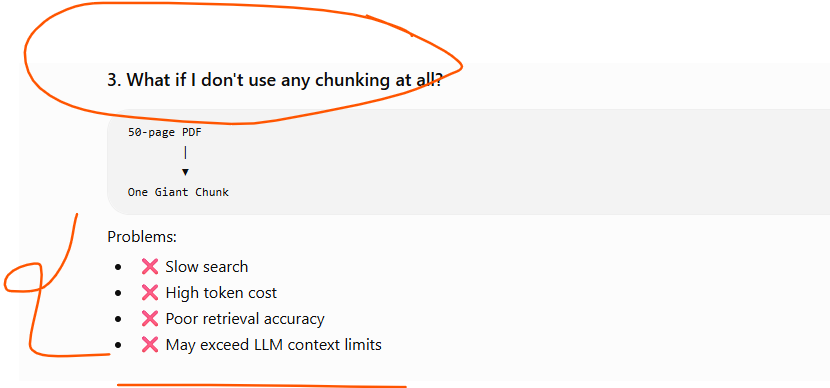 3. What if I don't use any chunking at all?
50-page PDF
|
▼
One Giant Chunk
Problems:
• ❌ Slow search
• ❌ High token cost
• ❌ Poor retrieval accuracy
• ❌ May exceed LLM context limits